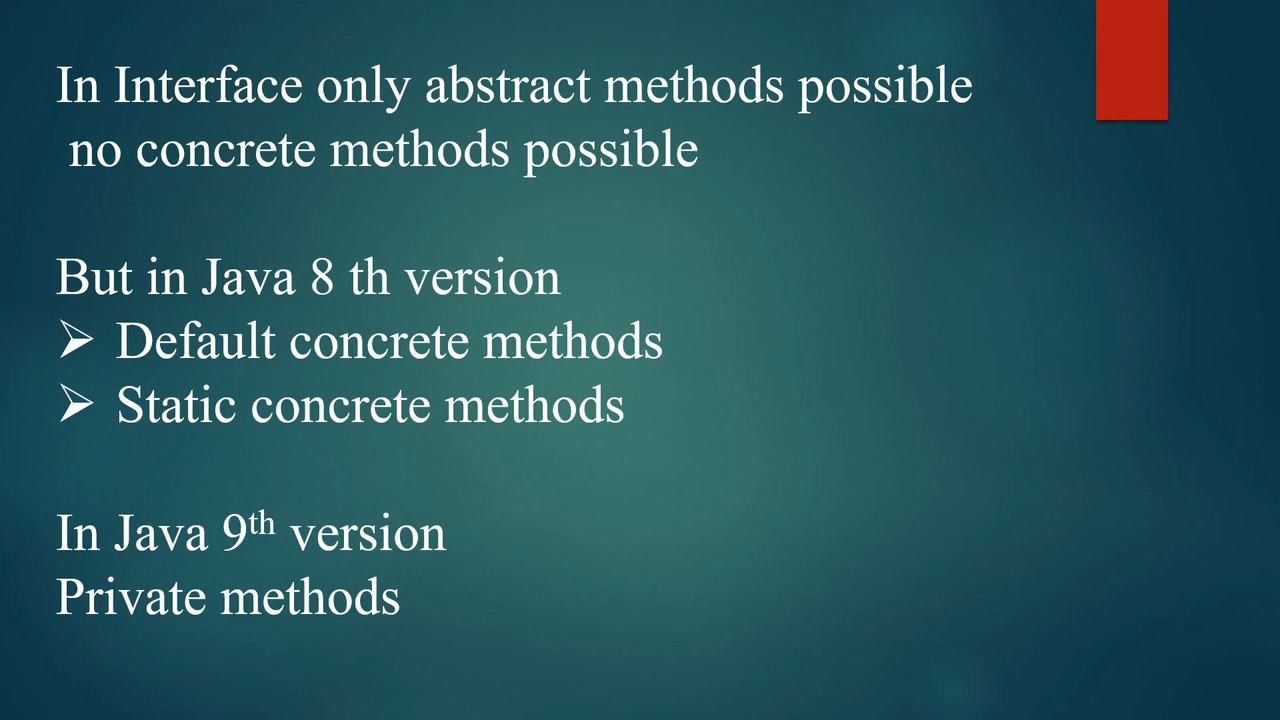 In Interface only abstract methods possible
no concrete methods possible
But in Java 8 th version
➢ Default concrete methods
➢ Static concrete methods
In Java 9th version
Private methods